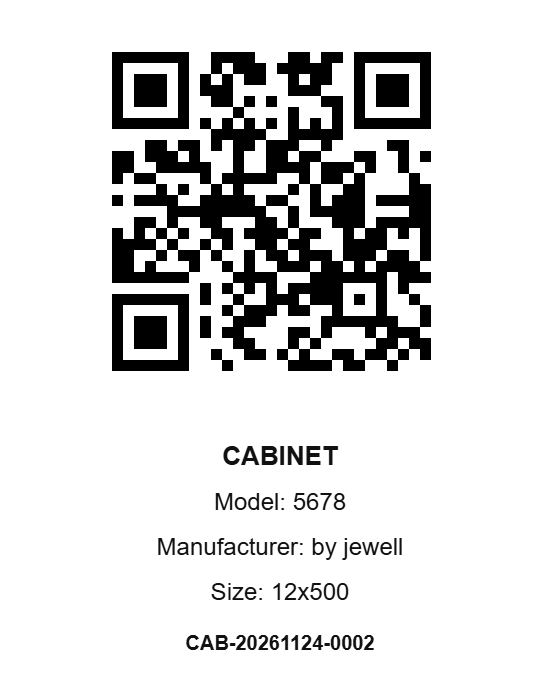 CABINET
Model: 5678
Manufacturer: by jewell
Size: 12x500
CAB-20261124-0002